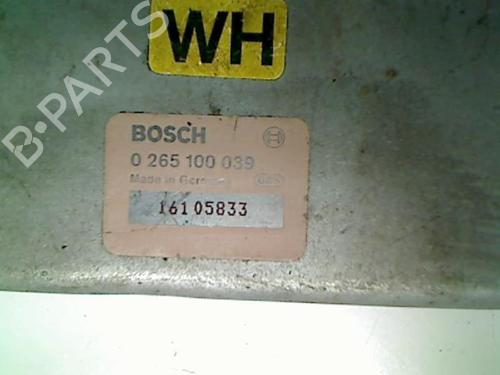 WH
B·PARTS
BOSCH
0 265 100 039
Made in Germany
16105833